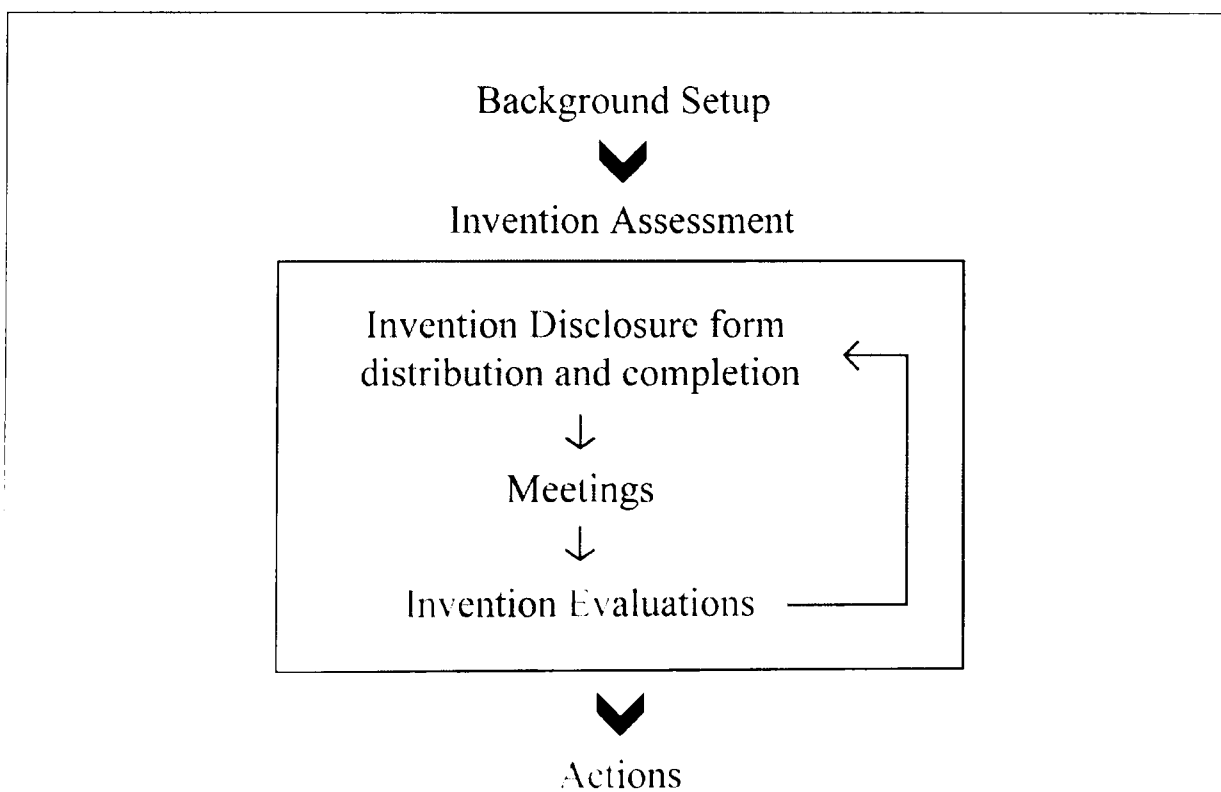 Background Setup
Invention Assessment
Invention Disclosure form
distribution and completion
Meetings
Invention Evaluations
Actions